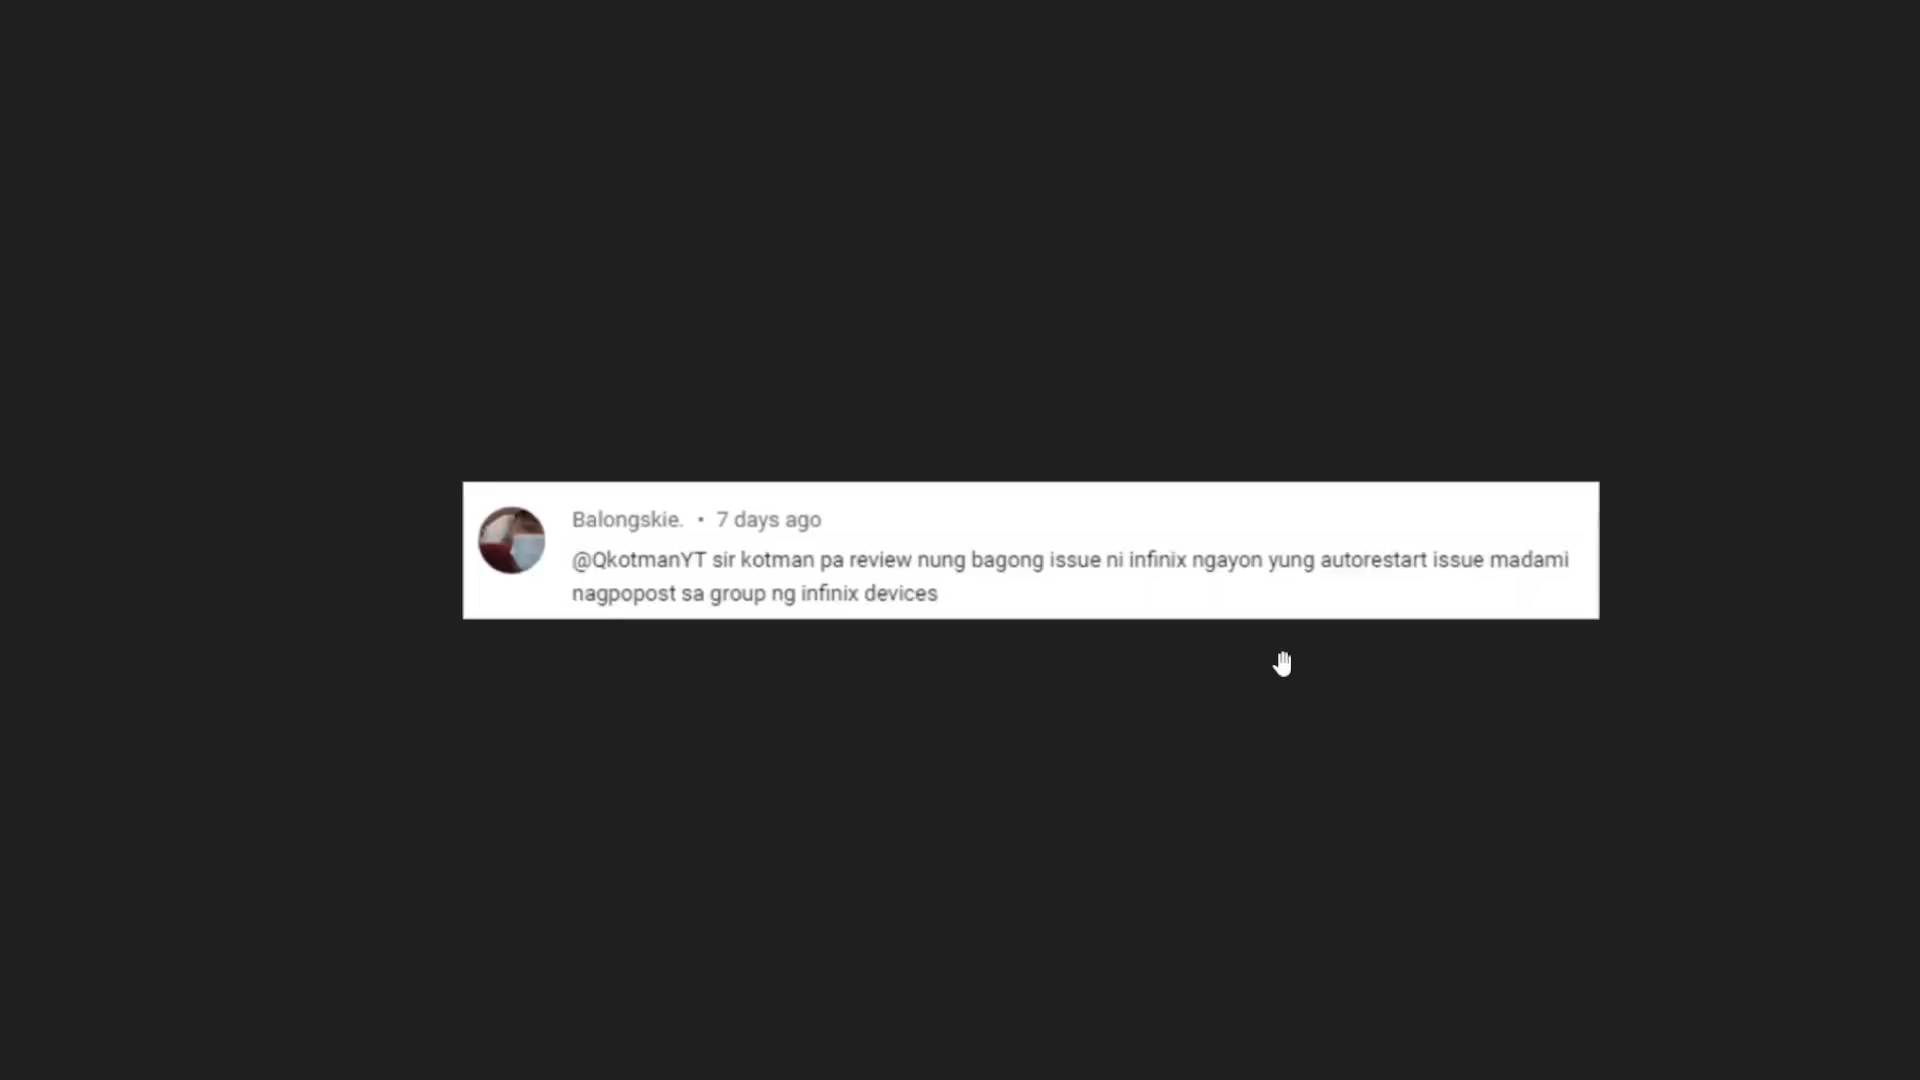 Balongskie. • 7 days ago
@QkotmanYT sir kotman pa review nung bagong issue ni infinix ngayon yung autorestart issue madami
nagpopost sa group ng infinix devices